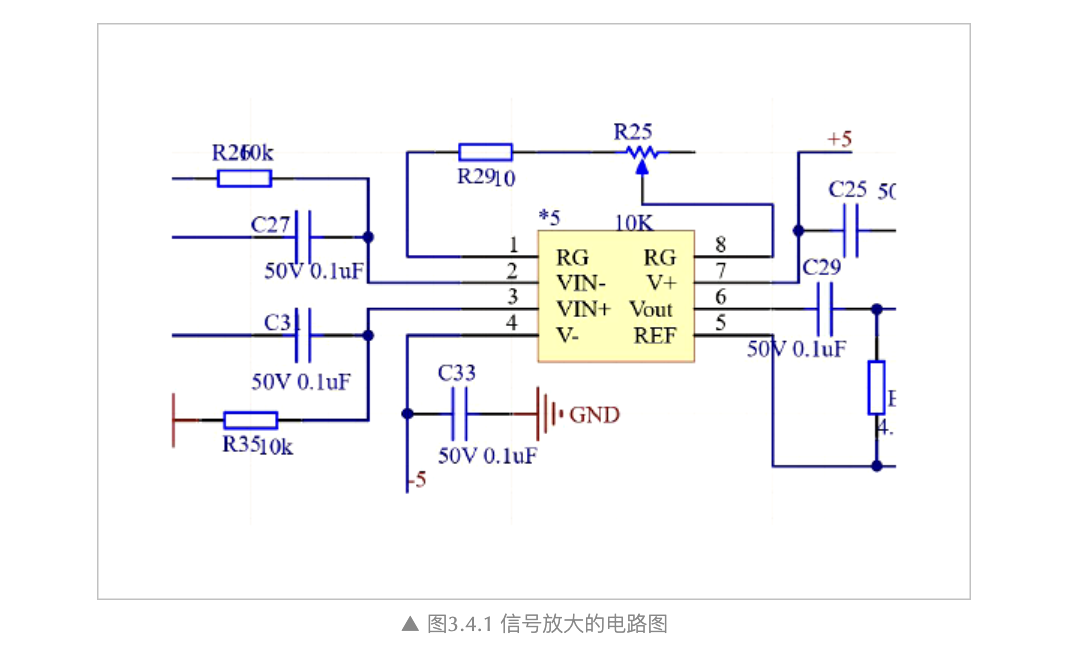 R25
+5
R26
10k
R29
10
C25
50
C27
*5
10K
1
RG
RG
8
50V 0.1uF
2
VIN-
V+
7
C29
3
VIN+
Vout
6
C31
4
V-
REF
5
50V 0.1uF
50V 0.1uF
C33
GND
4.
R35
10k
50V 0.1uF
-5
▲ 图3.4.1 信号放大的电路图